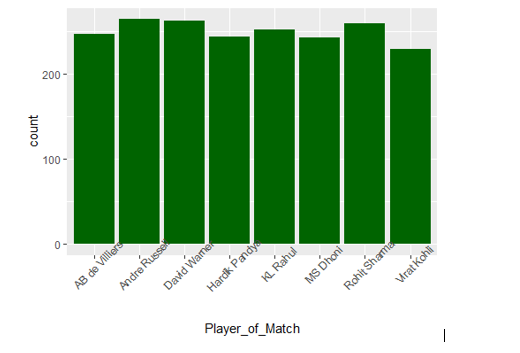 200
100
0
count
AB de Villiers
Andre Russell
David Warner
Hardik Pandya
KL Rahul
MS Dhoni
Rohit Sharma
Virat Kohli
Player_of_Match